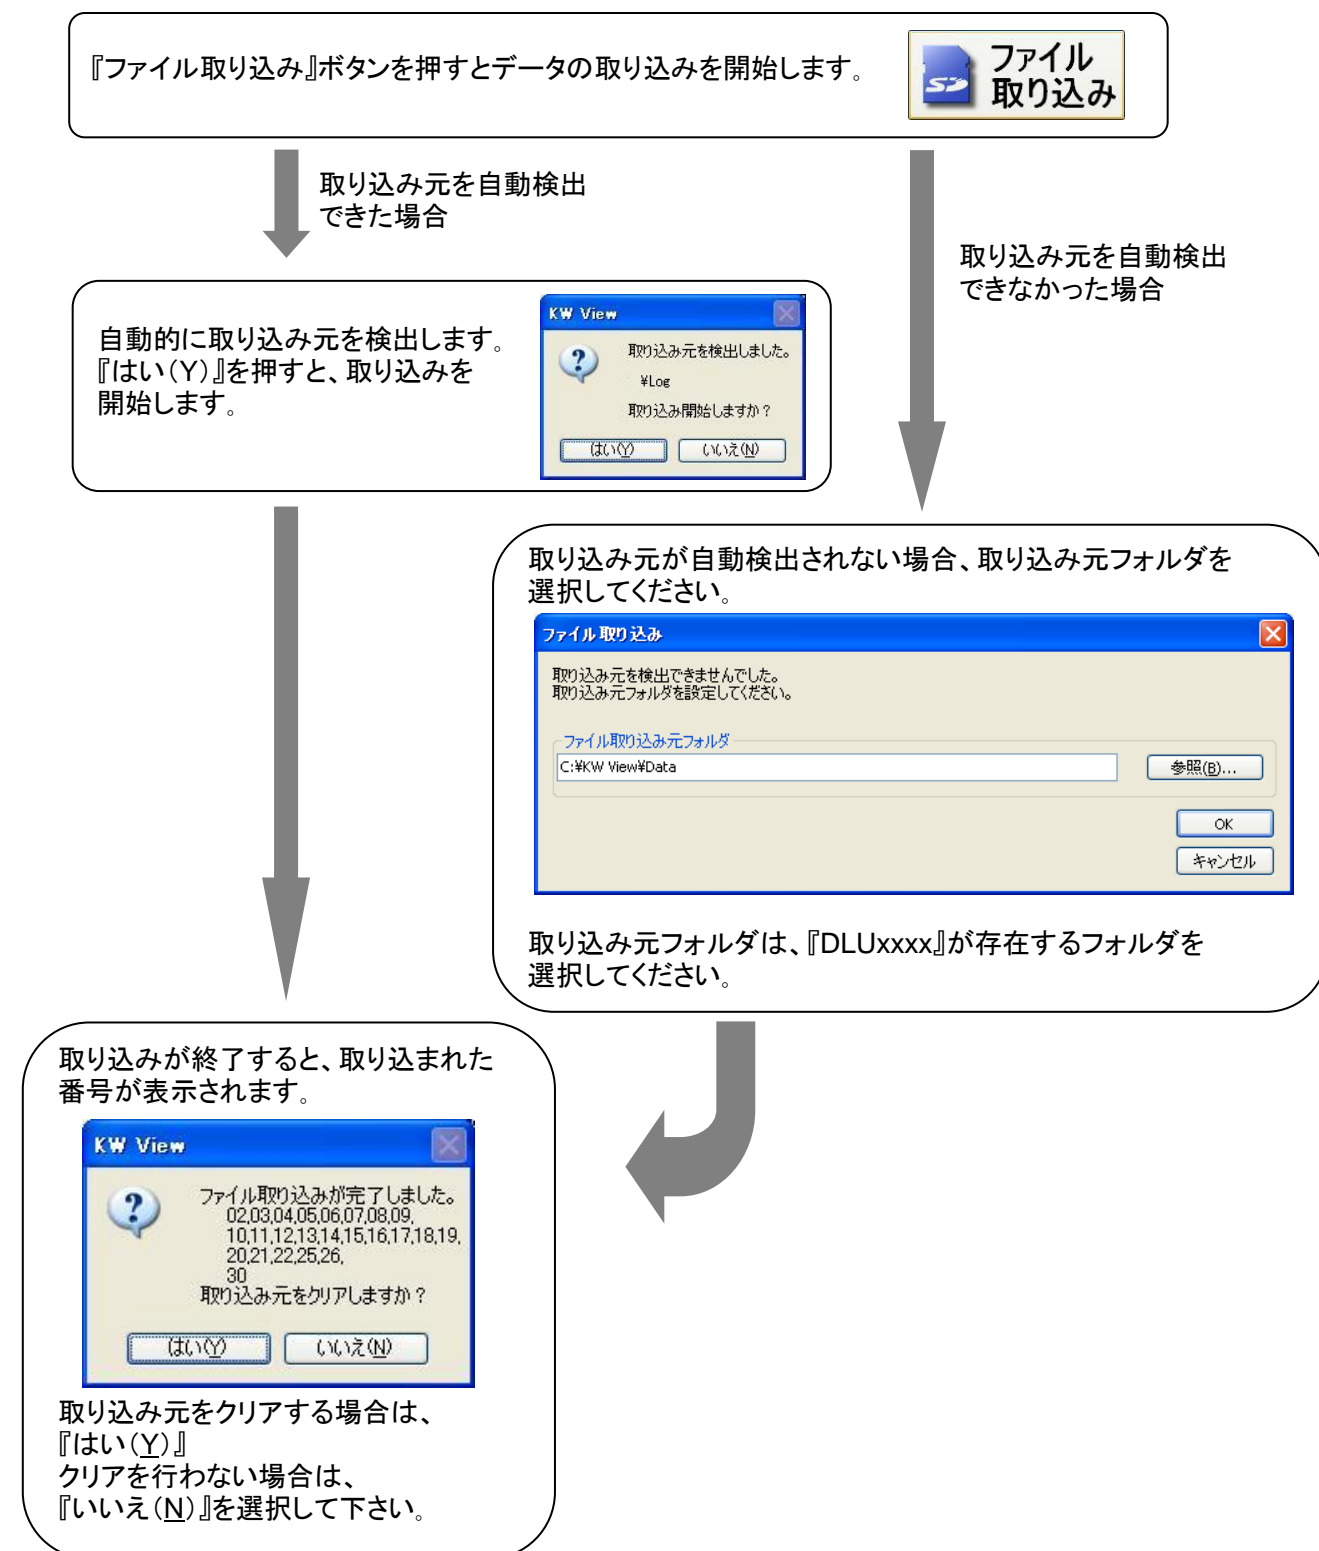 『ファイル取り込み』ボタンを押すとデータの取り込みを開始します。
ファイル
取り込み
取り込み元を自動検出
できた場合
取り込み元を自動検出
できなかった場合
自動的に取り込み元を検出します。
『はい(Y)』を押すと、取り込みを
開始します。
KW View
取り込み元を検出しました。
¥Log
取り込み開始しますか?
はい(Y)
いいえ(N)
取り込み元が自動検出されない場合、取り込み元フォルダを
選択してください。
ファイル取り込み
取り込み元を検出できませんでした。
取り込み元フォルダを設定してください。
ファイル取り込み元フォルダ
C:¥KW View¥Data
参照(B)...
OK
キャンセル
取り込み元フォルダは、『DLUxxxx』が存在するフォルダを
選択してください。
取り込みが終了すると、取り込まれた
番号が表示されます。
KW View
ファイル取り込みが完了しました。
02,03,04,05,06,07,08,09,
10,11,12,13,14,15,16,17,18,19,
20,21,22,25,26,
30
取り込み元をクリアしますか?
はい(Y)
いいえ(N)
取り込み元をクリアする場合は、
『はい(Y)』
クリアを行わない場合は、
『いいえ(N)』を選択して下さい。